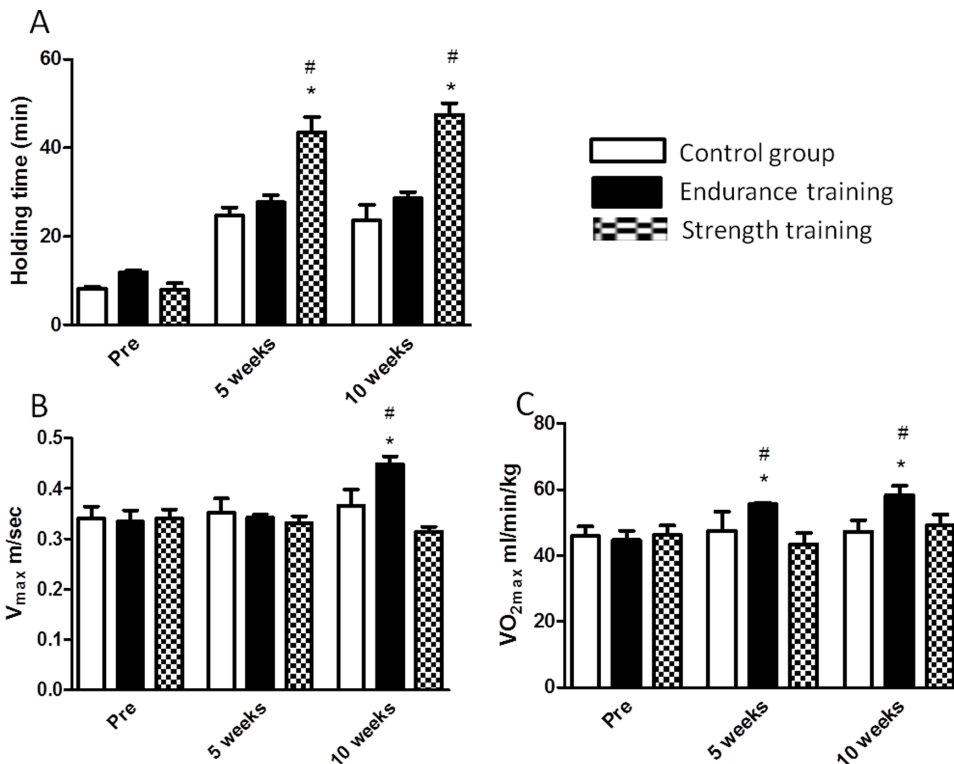 A
Holding time (min)
60
40
20
0
#
*
#
*
Pre
5 weeks
10 weeks
Control group
Endurance training
Strength training
B
Vmax m/sec
0.5
0.4
0.3
0.2
0.1
0.0
#
*
Pre
5 weeks
10 weeks
C
VO2max ml/min/kg
80
60
40
20
0
#
*
#
*
Pre
5 weeks
10 weeks